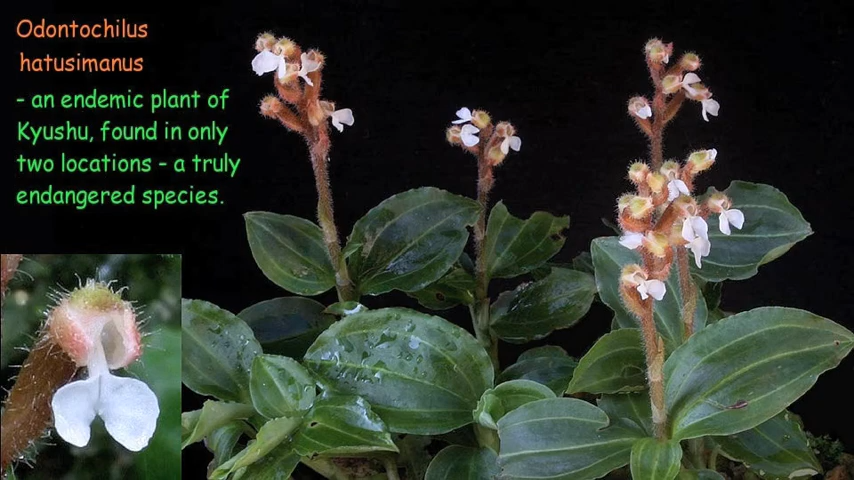 Odontochilus
hatusimanus
- an endemic plant of
Kyushu, found in only
two locations - a truly
endangered species.